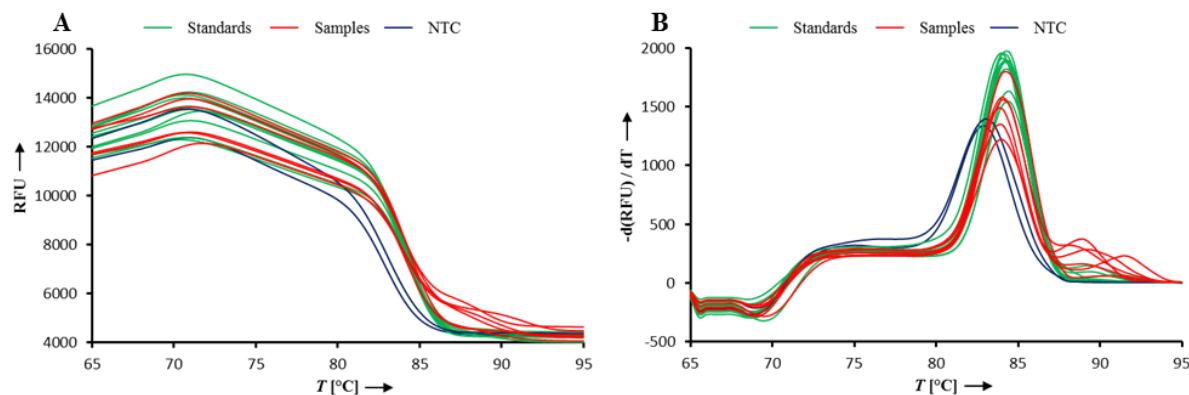 A
Standards Samples NTC
16000
14000
12000
10000
8000
6000
4000
RFU
65 70 75 80 85 90 95
T [°C]
B
Standards Samples NTC
2000
1500
1000
500
0
-500
-d(RFU) / dT
65 70 75 80 85 90 95
T [°C]